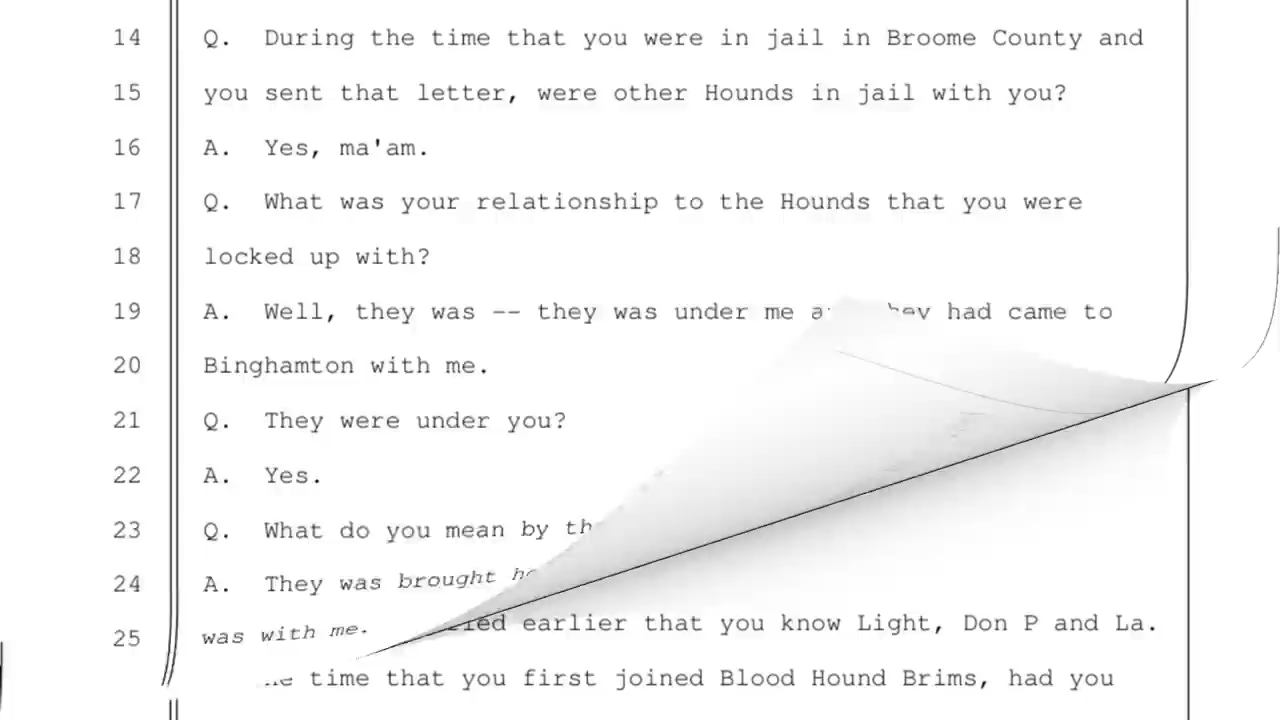 14 Q. During the time that you were in jail in Broome County and
15 you sent that letter, were other Hounds in jail with you?
16 A. Yes, ma'am.
17 Q. What was your relationship to the Hounds that you were
18 locked up with?
19 A. Well, they was -- they was under me had came to
20 Binghamton with me.
21 Q. They were under you?
22 A. Yes.
23 Q. What do you mean by
24 A. They was brought
25 was with me.
earlier that you know Light, Don P and La.
time that you first joined Blood Hound Brims, had you